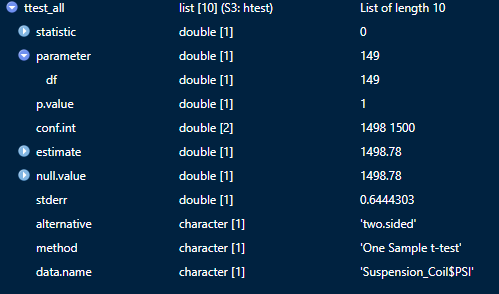 ttest_all list [10] (S3: htest) List of length 10
statistic double [1] 0
parameter double [1] 149
df double [1] 149
p.value double [1] 1
conf.int double [2] 1498 1500
estimate double [1] 1498.78
null.value double [1] 1498.78
stderr double [1] 0.6444303
alternative character [1] 'two.sided'
method character [1] 'One Sample t-test'
data.name character [1] 'Suspension_Coil$PSI'